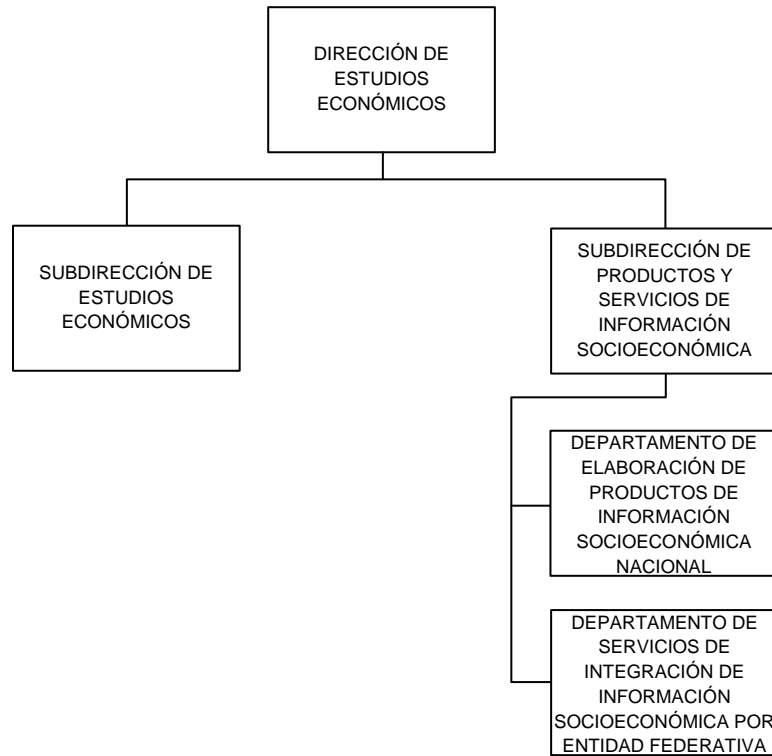 DIRECCIÓN DE
ESTUDIOS
ECONÓMICOS
SUBDIRECCIÓN DE
ESTUDIOS
ECONÓMICOS
SUBDIRECCIÓN DE
PRODUCTOS Y
SERVICIOS DE
INFORMACIÓN
SOCIOECONÓMICA
DEPARTAMENTO DE
ELABORACIÓN DE
PRODUCTOS DE
INFORMACIÓN
SOCIOECONÓMICA
NACIONAL
DEPARTAMENTO DE
SERVICIOS DE
INTEGRACIÓN DE
INFORMACIÓN
SOCIOECONÓMICA POR
ENTIDAD FEDERATIVA